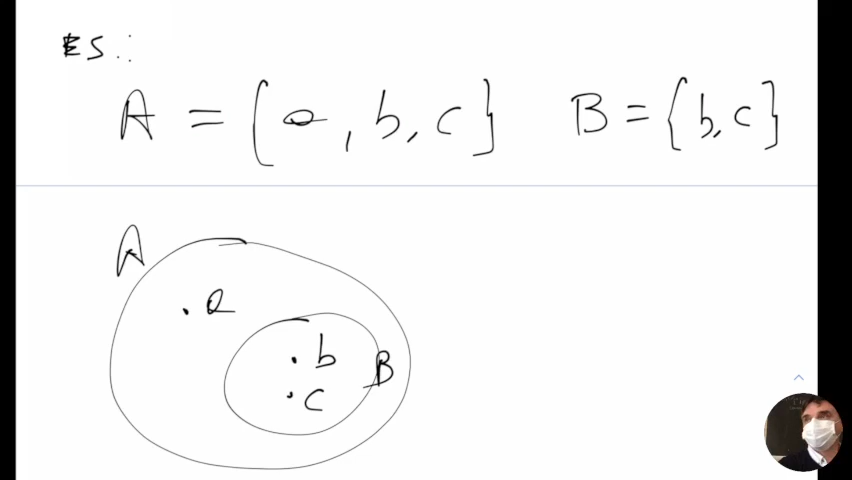 ES.:
A = {a, b, c} B = {b, c}
A
. a
. b
B
. c